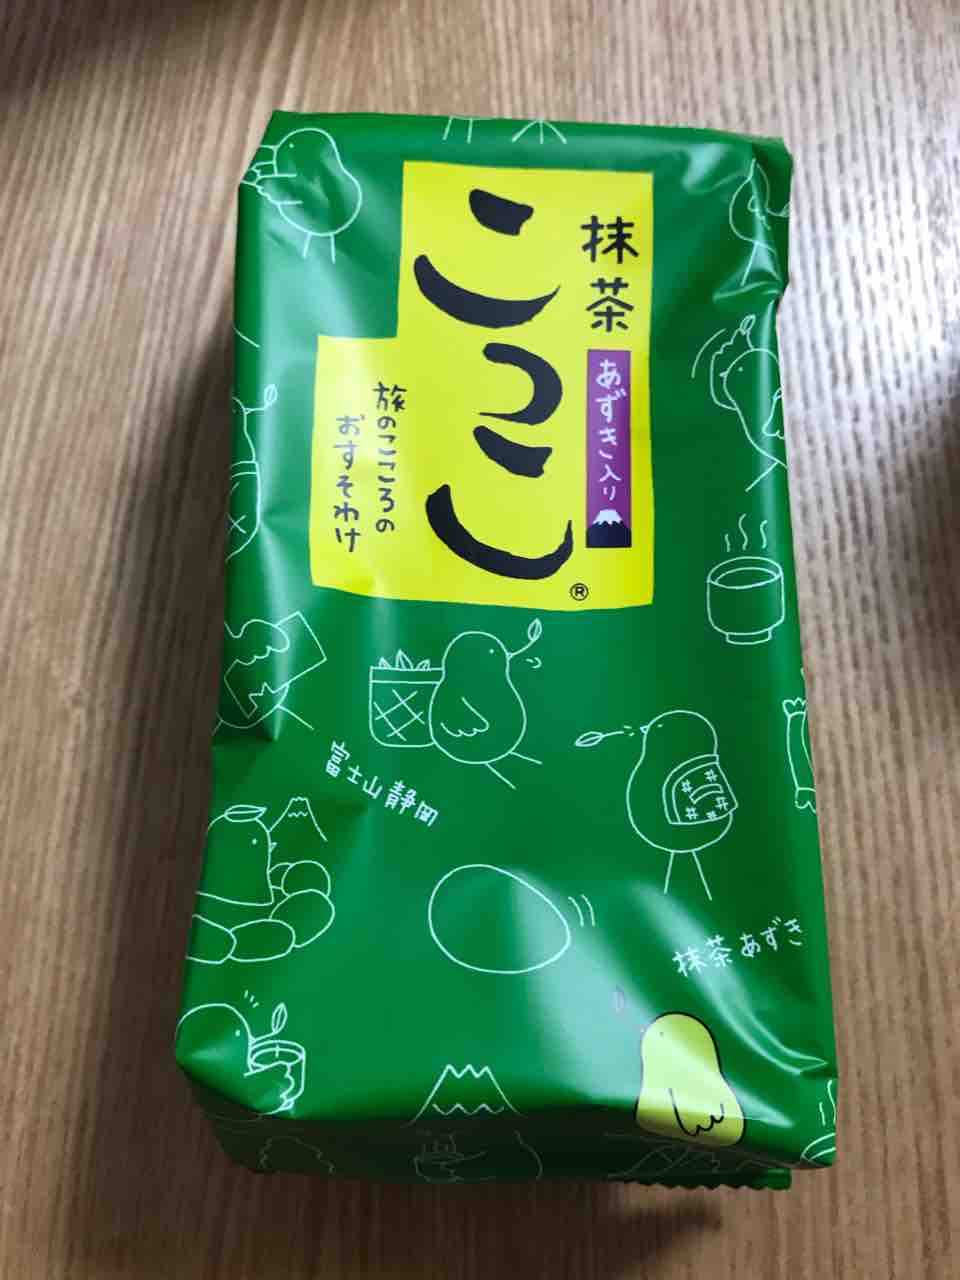 抹茶
あずき入り
こっこ
®
旅のこころの
おすそわけ
富士山静岡
抹茶あずき